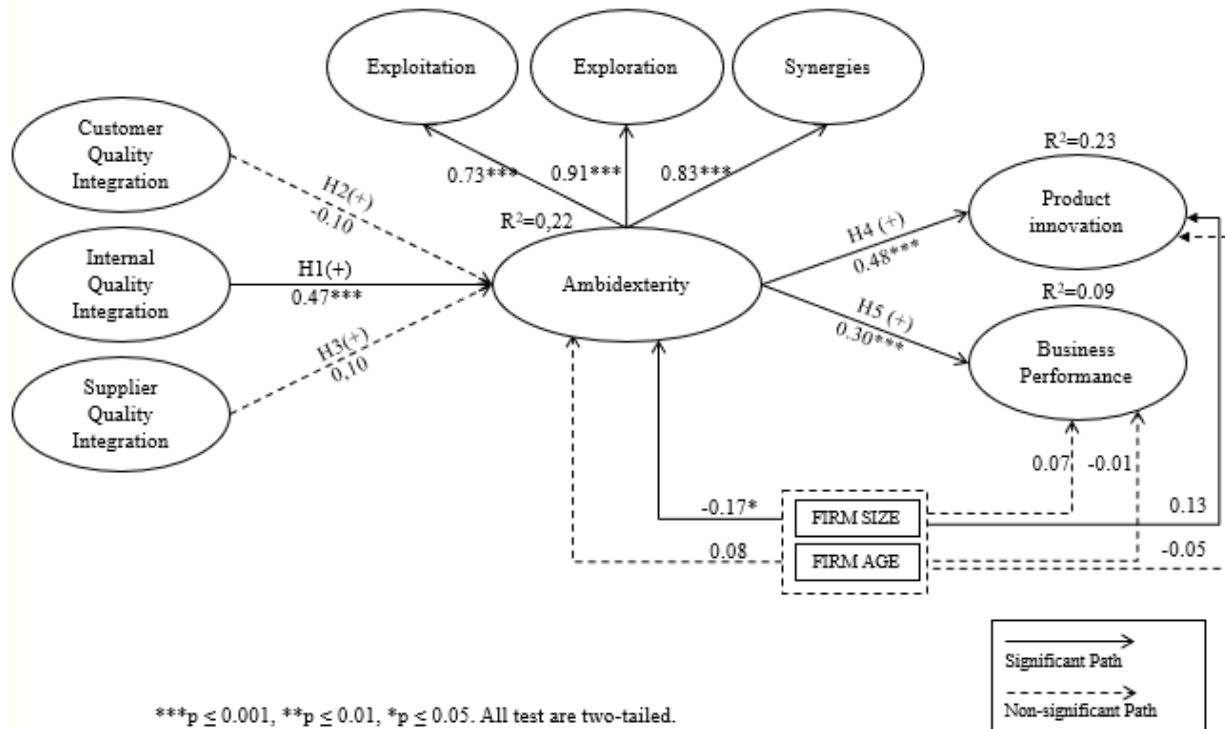 Exploitation
Exploration
Synergies
Customer
Quality
Integration
Internal
Quality
Integration
Supplier
Quality
Integration
H2(+)
-0.10
H1(+)
0.47***
H3(+)
0,10
0.73***
0.91***
0.83***
R²=0,22
Ambidexterity
H4 (+)
0.48***
H5 (+)
0.30***
R²=0.23
Product
innovation
R²=0.09
Business
Performance
0.07
-0.01
-0.17*
FIRM SIZE
0.13
0.08
FIRM AGE
-0.05
Significant Path
Non-significant Path
***p ≤ 0.001, **p ≤ 0.01, *p ≤ 0.05. All test are two-tailed.